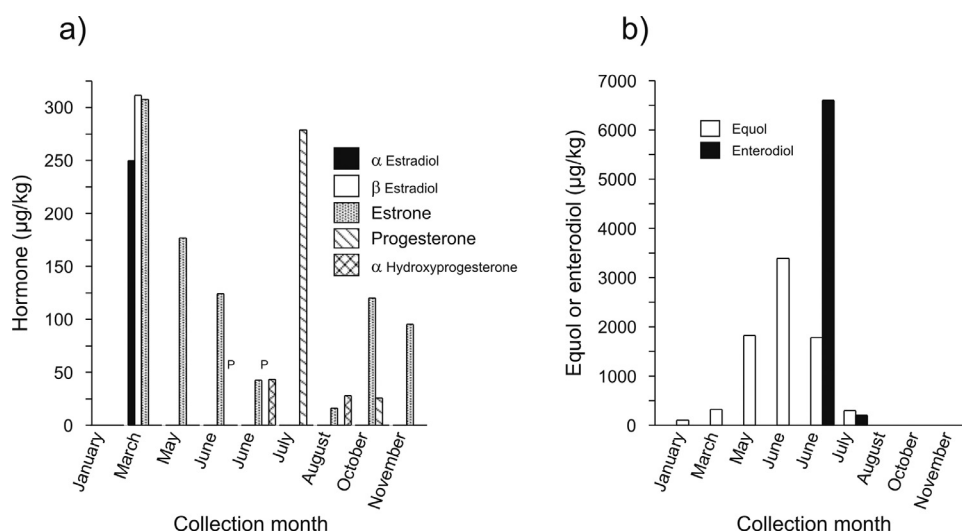 a)
Hormone (µg/kg)
300
250
200
150
100
50
0
α Estradiol
β Estradiol
Estrone
Progesterone
α Hydroxyprogesterone
P
P
January
March
May
June
June
July
August
October
November
Collection month
b)
Equol or enterodiol (µg/kg)
7000
6000
5000
4000
3000
2000
1000
0
Equol
Enterodiol
January
March
May
June
June
July
August
October
November
Collection month